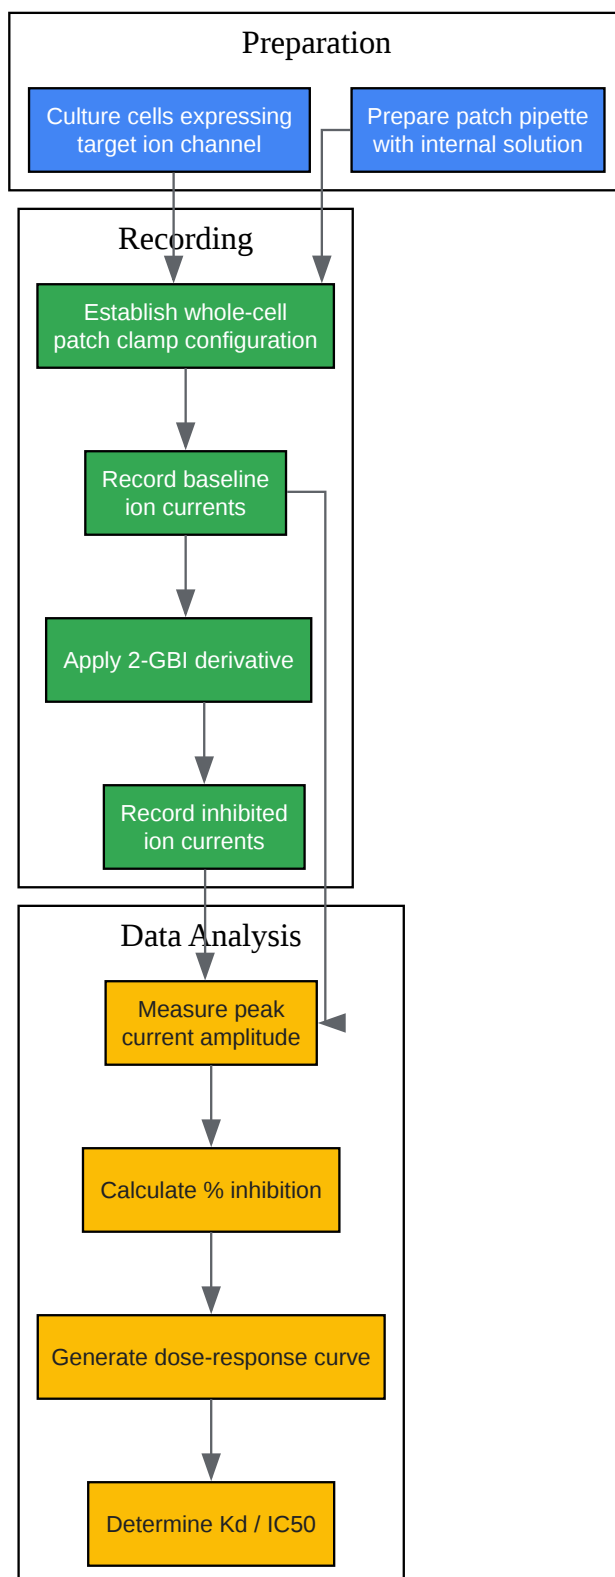 Preparation
Culture cells expressing
target ion channel
Prepare patch pipette
with internal solution
Recording
Establish whole-cell
patch clamp configuration
Record baseline
ion currents
Apply 2-GBI derivative
Record inhibited
ion currents
Data Analysis
Measure peak
current amplitude
Calculate % inhibition
Generate dose-response curve
Determine Kd / IC50